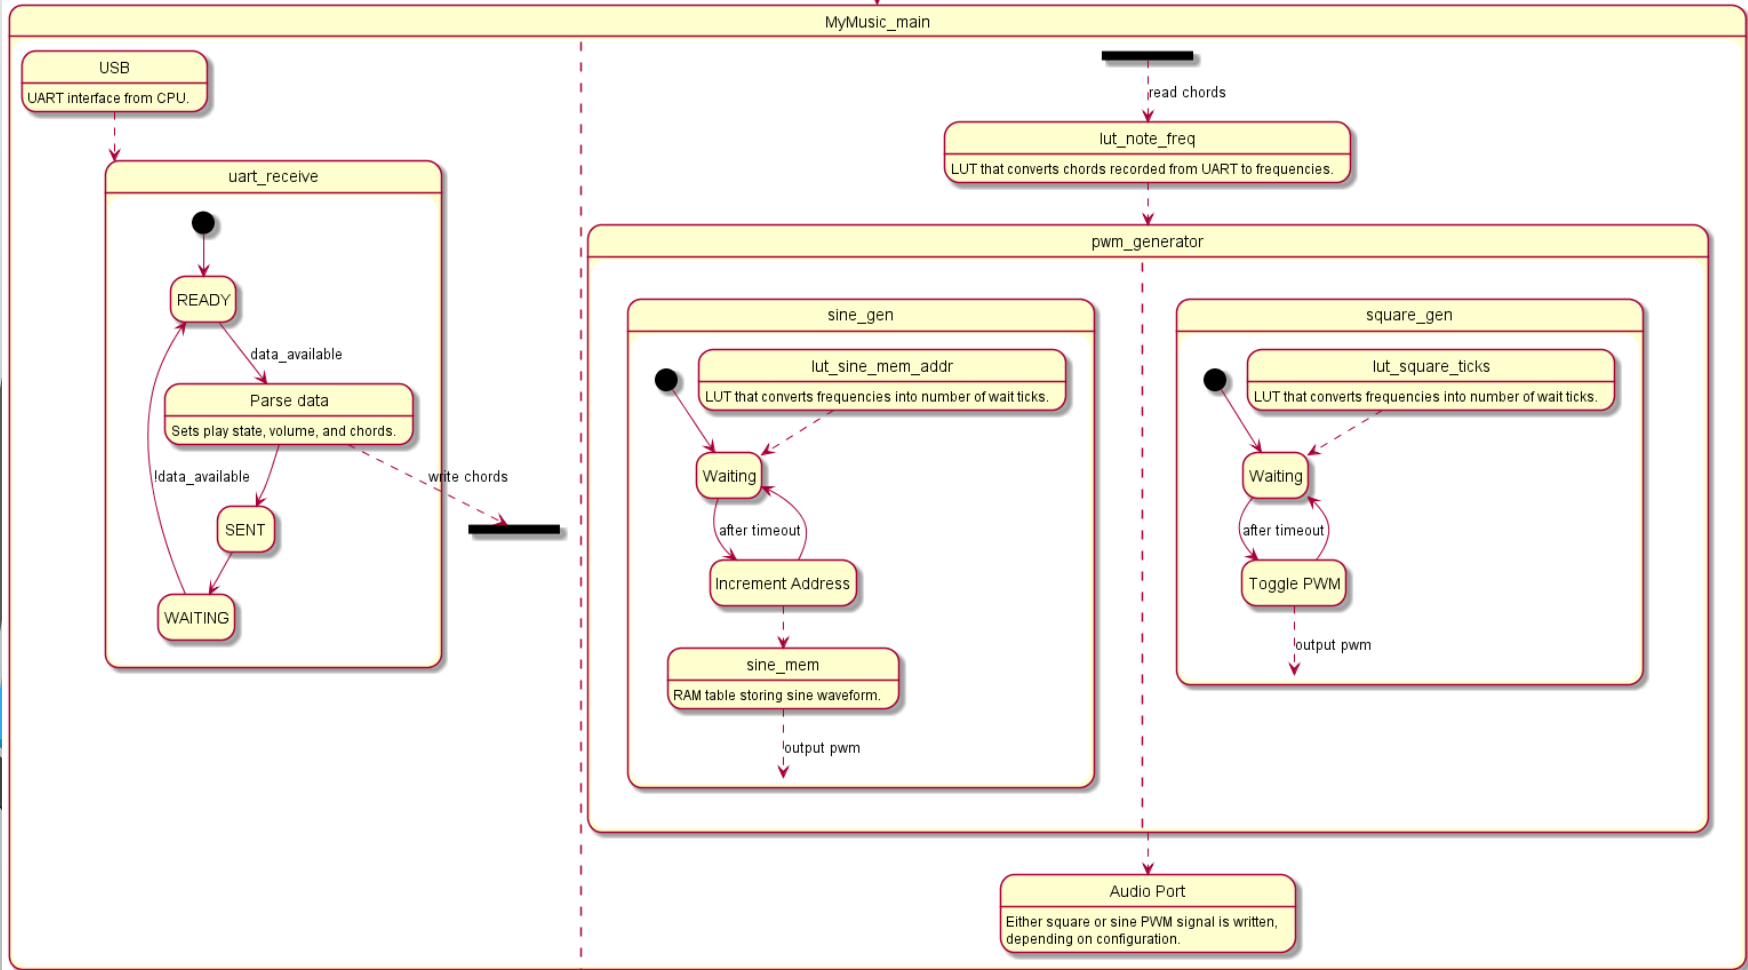 MyMusic_main
USB
UART interface from CPU.
uart_receive
READY
data_available
Parse data
Sets play state, volume, and chords.
!data_available
write chords
SENT
WAITING
read chords
lut_note_freq
LUT that converts chords recorded from UART to frequencies.
pwm_generator
sine_gen
lut_sine_mem_addr
LUT that converts frequencies into number of wait ticks.
Waiting
after timeout
Increment Address
sine_mem
RAM table storing sine waveform.
output pwm
square_gen
lut_square_ticks
LUT that converts frequencies into number of wait ticks.
Waiting
after timeout
Toggle PWM
output pwm
Audio Port
Either square or sine PWM signal is written,
depending on configuration.